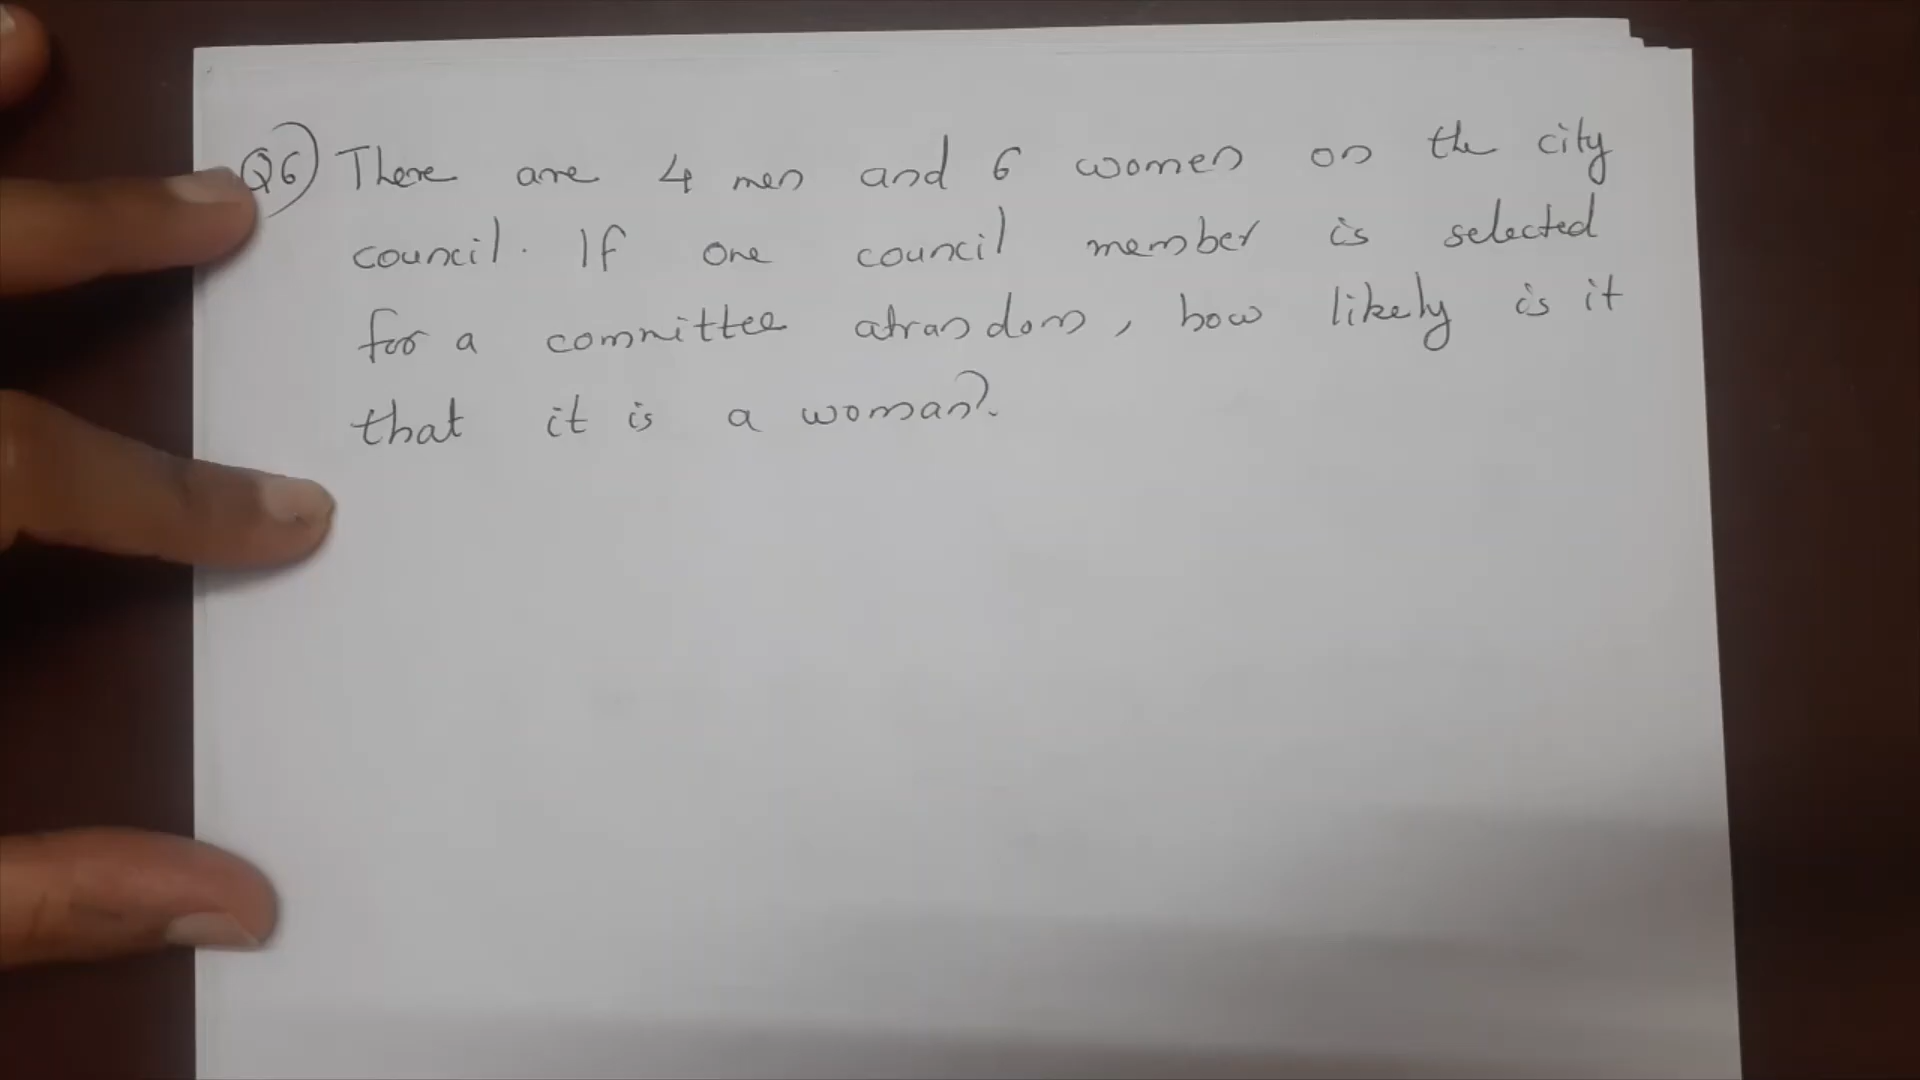 Q6) There are 4 men and 6 women on the city
council. If one council member is selected
for a committee atrandom, how likely is it
that it is a woman?.